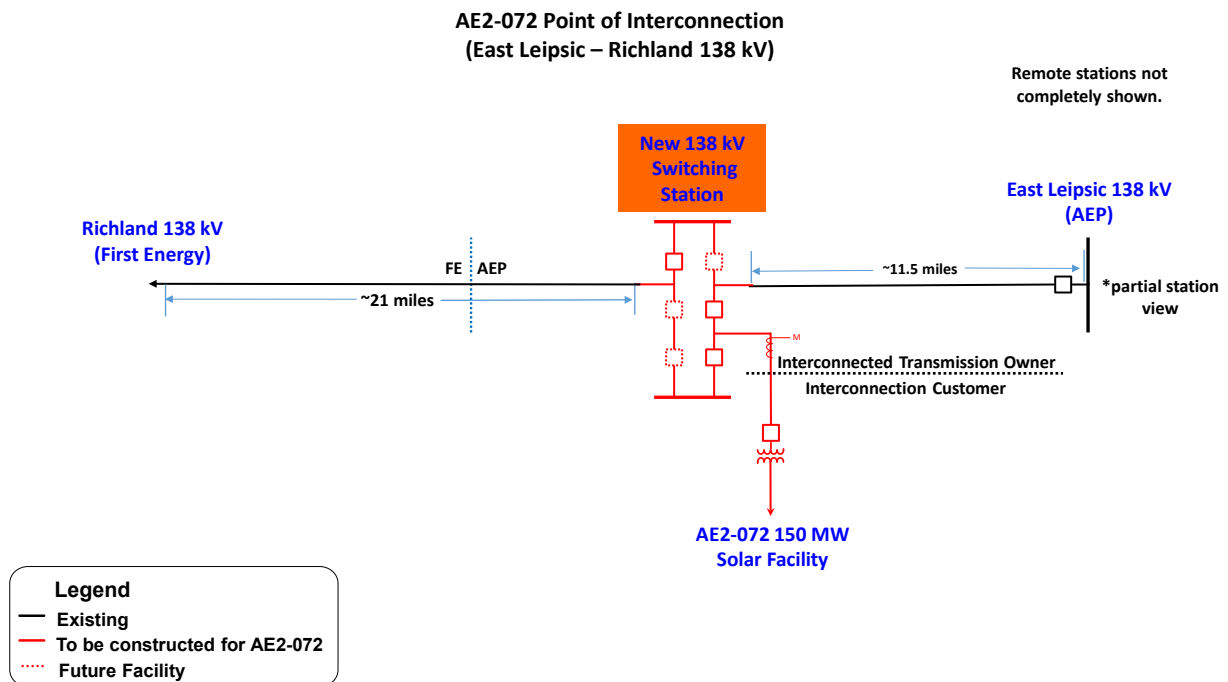 AE2-072 Point of Interconnection
(East Leipsic – Richland 138 kV)
Remote stations not
completely shown.
New 138 kV
Switching
Station
East Leipsic 138 kV
(AEP)
Richland 138 kV
(First Energy)
FE
AEP
~11.5 miles
*partial station
view
~21 miles
M
Interconnected Transmission Owner
Interconnection Customer
AE2-072 150 MW
Solar Facility
Legend
Existing
To be constructed for AE2-072
Future Facility